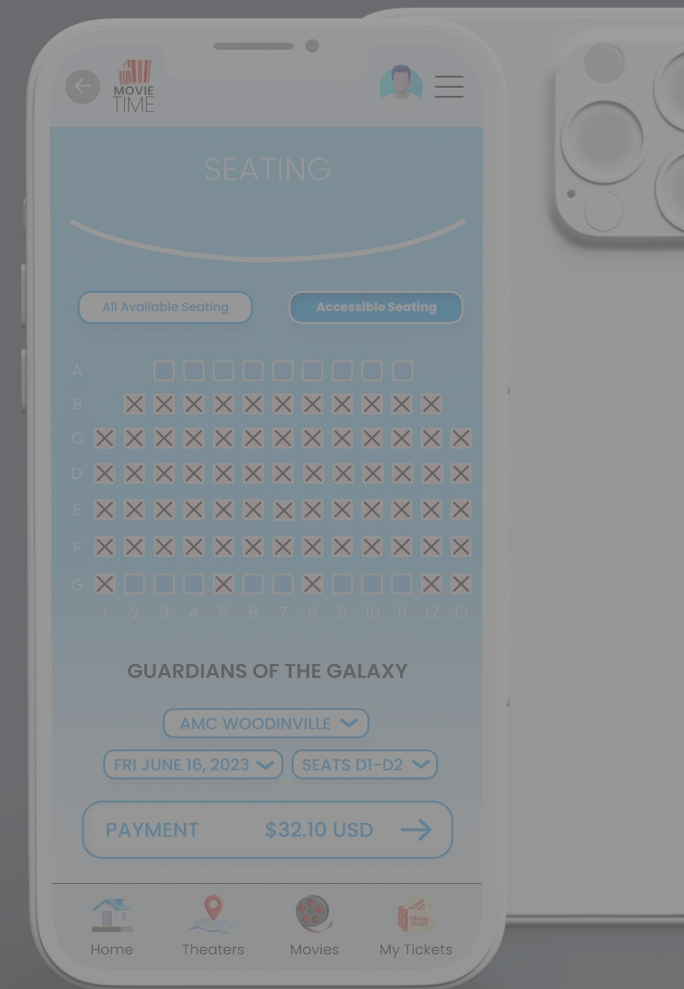 MOVIE
TIME
SEATING
All Available Seating
Accessible Seating
A
B
C
D
E
F
G
1 2 3 4 5 6 7 8 9 10 11 12 13
GUARDIANS OF THE GALAXY
AMC WOODINVILLE
FRI JUNE 16, 2023 SEATS D1-D2
PAYMENT $32.10 USD
CINEMA
TICKET
Home Theaters Movies My Tickets